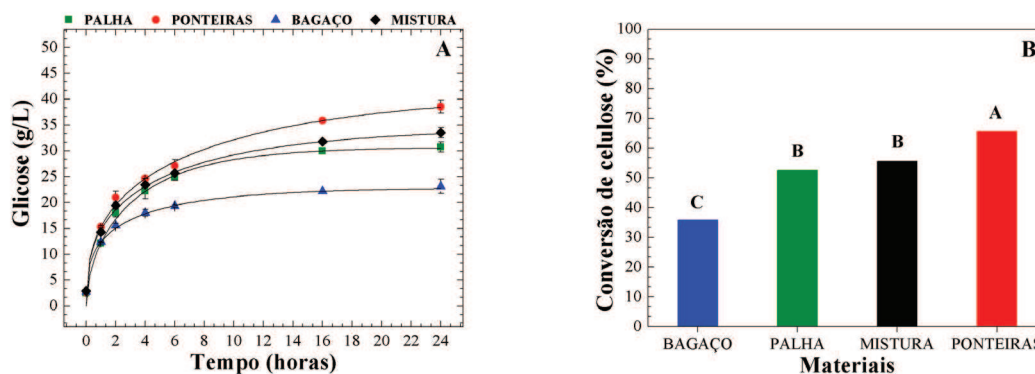 PALHA PONTEIRAS BAGAÇO MISTURA
A
Glicose (g/L)
50
45
40
35
30
25
20
15
10
5
0
0 2 4 6 8 10 12 14 16 18 20 22 24
Tempo (horas)
B
Conversão de celulose (%)
100
90
80
70
60
50
40
30
20
10
0
C
B
B
A
BAGAÇO PALHA MISTURA PONTEIRAS
Materiais